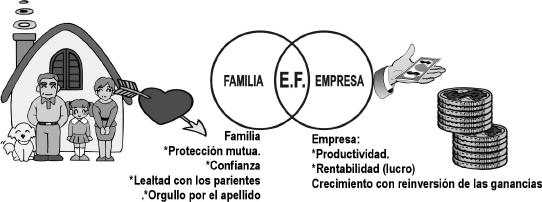 FAMILIA E.F. EMPRESA
Familia
*Protección mutua.
*Confianza
*Lealtad con los parientes
.*Orgullo por el apellido
Empresa:
*Productividad.
*Rentabilidad (lucro)
Crecimiento con reinversión de las ganancias